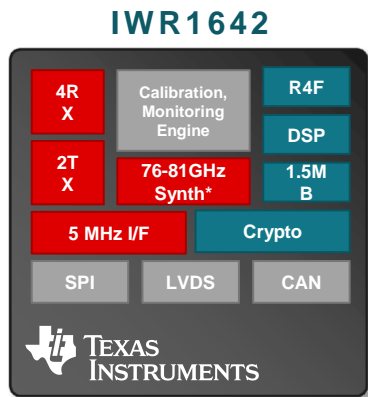 IWR1642
4R
X
Calibration,
Monitoring
Engine
R4F
DSP
2T
X
76-81GHz
Synth*
1.5M
B
5 MHz I/F
Crypto
SPI
LVDS
CAN
TEXAS
INSTRUMENTS